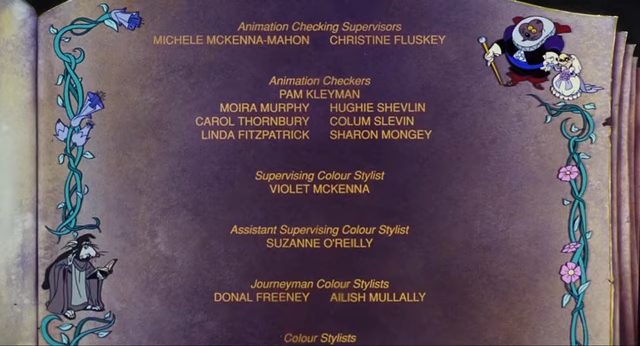 Animation Checking Supervisors
MICHELE MCKENNA-MAHON CHRISTINE FLUSKEY
Animation Checkers
PAM KLEYMAN
MOIRA MURPHY HUGHIE SHEVLIN
CAROL THORNBURY COLUM SLEVIN
LINDA FITZPATRICK SHARON MONGEY
Supervising Colour Stylist
VIOLET MCKENNA
Assistant Supervising Colour Stylist
SUZANNE O'REILLY
Journeyman Colour Stylists
DONAL FREENEY AILISH MULLALLY
Colour Stylists